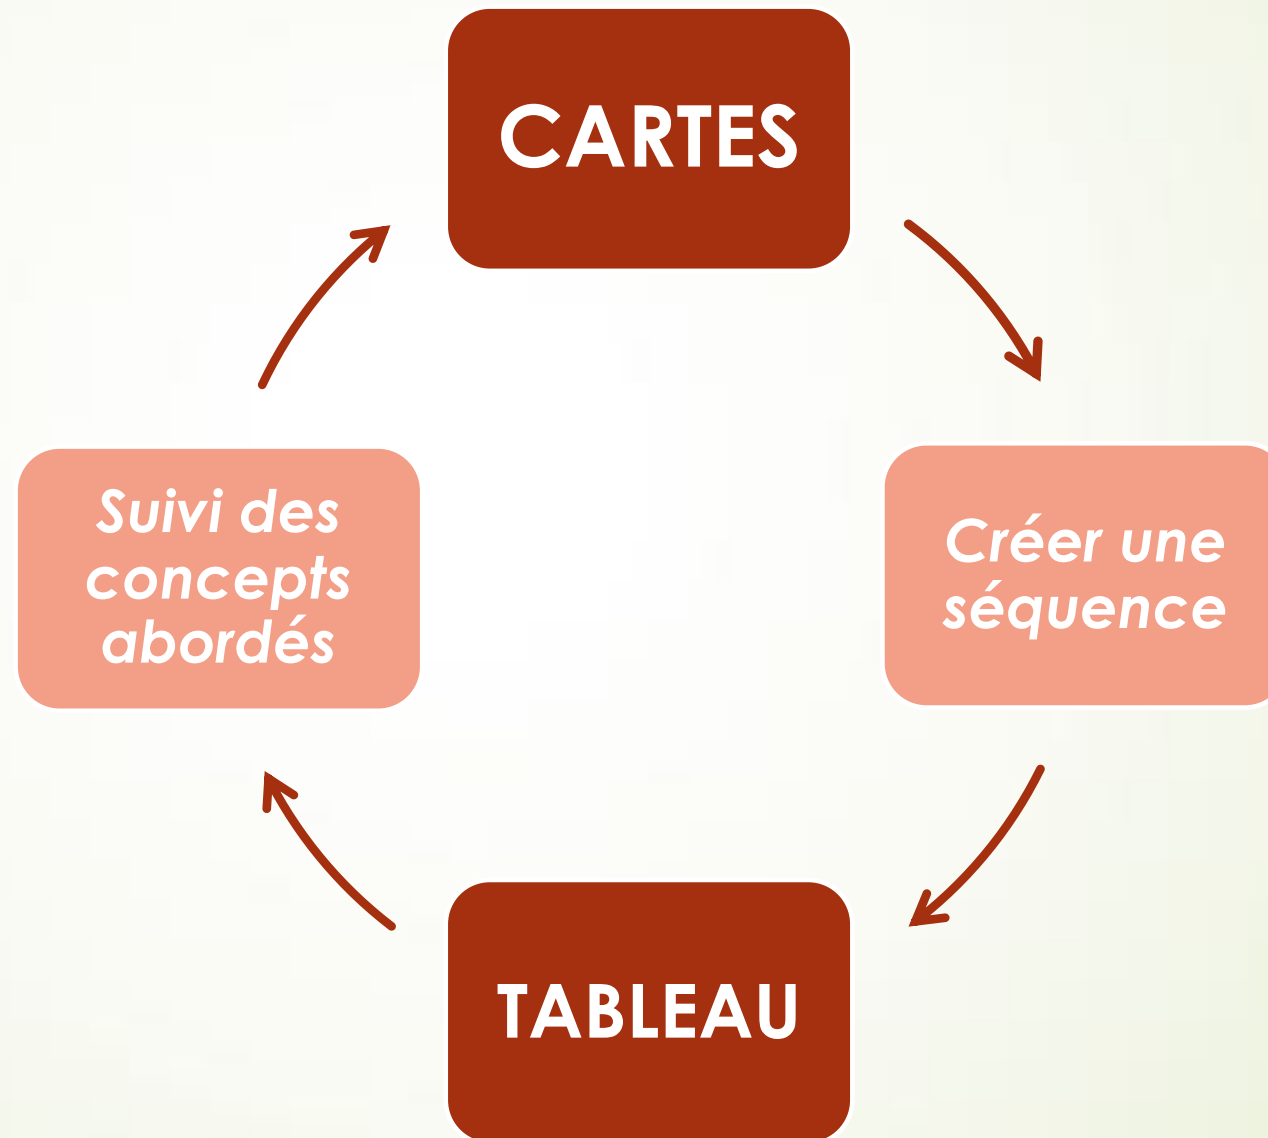 CARTES
Suivi des
concepts
abordés
Créer une
séquence
TABLEAU